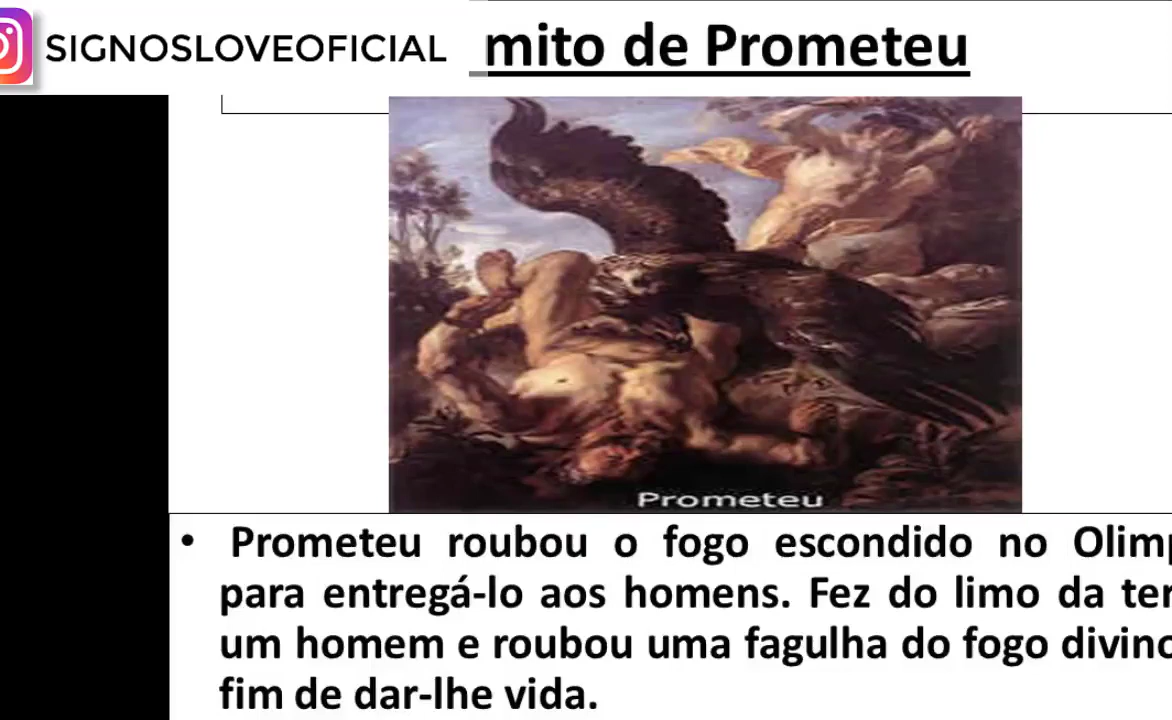 SIGNOSLOVEOFICIAL
mito de Prometeu
Prometeu
• Prometeu roubou o fogo escondido no
para entregá-lo aos homens. Fez do limo da
um homem e roubou uma fagulha do fogo divino
fim de dar-lhe vida.